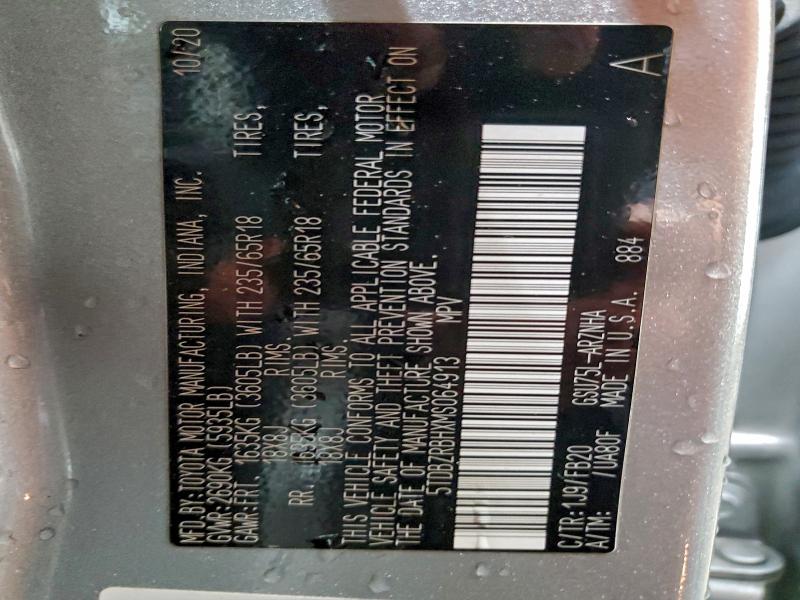 MFD.BY: TOYOTA MOTOR MANUFACTURING, INDIANA, INC. 10/20
GVWR: 2690KG (5935LB)
GAWR: FRT. 1635KG (3805LB) WITH 235/65R18 TIRES,
18X8J RIMS.
RR. 1635KG (3805LB) WITH 235/65R18 TIRES,
18X8J RIMS.
THIS VEHICLE CONFORMS TO ALL APPLICABLE FEDERAL MOTOR
VEHICLE SAFETY AND THEFT PREVENTION STANDARDS IN EFFECT ON
THE DATE OF MANUFACTURE SHOWN ABOVE.
5TDBZRBHXMS064913 MPV
C/TR: 1J9/FB20 GSU75L-ARZNHA
A/TM: /UA80F MADE IN U.S.A. 884 A